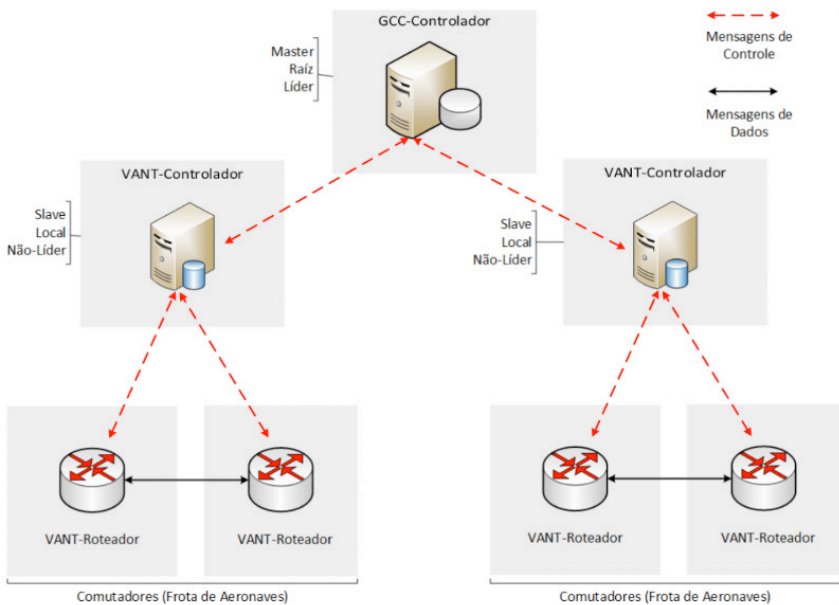 GCC-Controlador
Master
Raíz
Líder
Mensagens de
Controle
Mensagens de
Dados
VANT-Controlador
Slave
Local
Não-Líder
VANT-Controlador
Slave
Local
Não-Líder
VANT-Roteador
VANT-Roteador
VANT-Roteador
VANT-Roteador
Comutadores (Frota de Aeronaves)
Comutadores (Frota de Aeronaves)